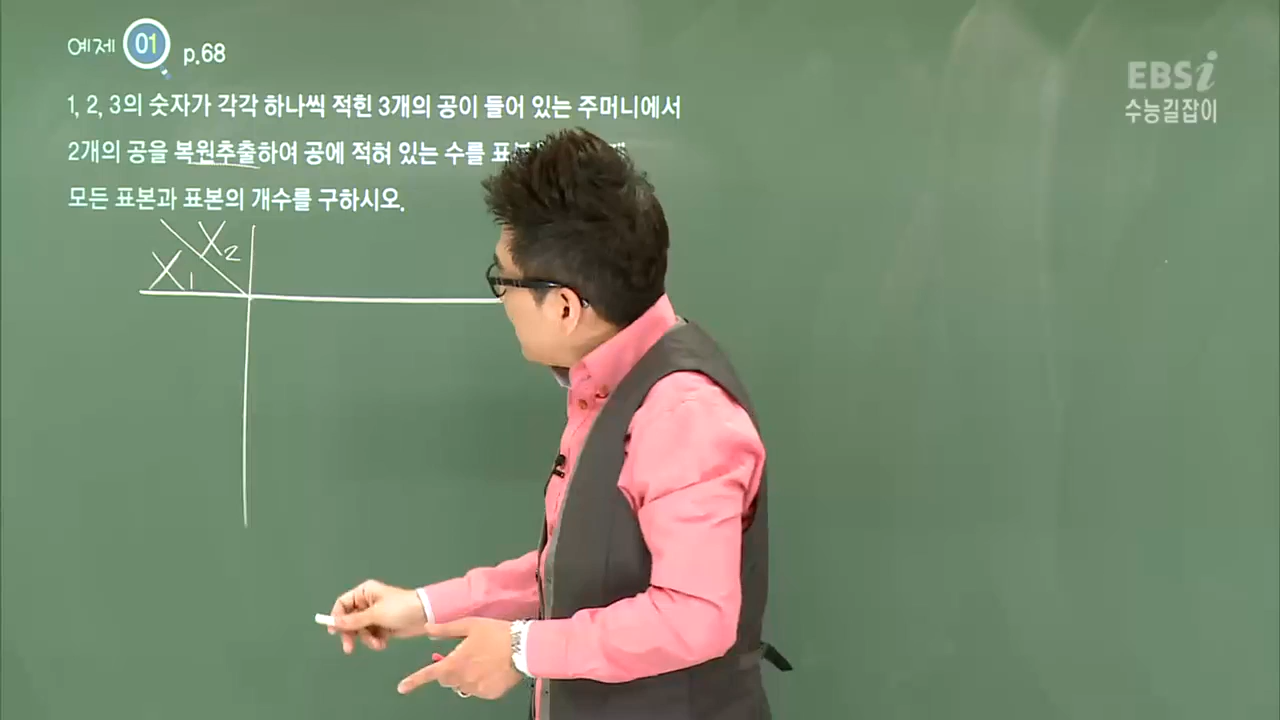 예제 01 p.68
EBSi
수능길잡이
1, 2, 3의 숫자가 각각 하나씩 적힌 3개의 공이 들어 있는 주머니에서
2개의 공을 복원추출하여 공에 적혀 있는 수를
모든 표본과 표본의 개수를 구하시오.
X2
X1